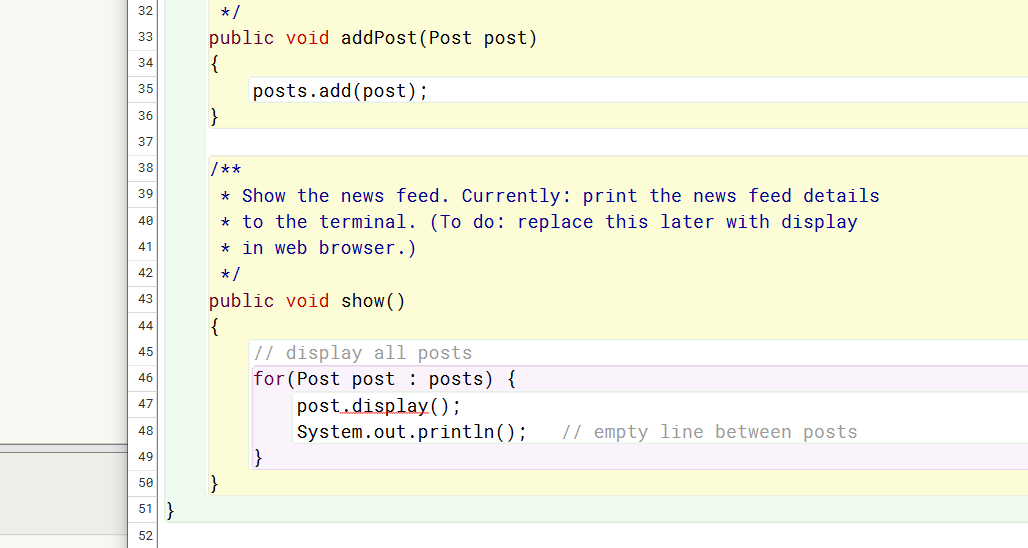 32 */
33 public void addPost(Post post)
34 {
35 posts.add(post);
36 }
37
38 /**
39 * Show the news feed. Currently: print the news feed details
40 * to the terminal. (To do: replace this later with display
41 * in web browser.)
42 */
43 public void show()
44 {
45 // display all posts
46 for(Post post : posts) {
47 post.display();
48 System.out.println();   // empty line between posts
49 }
50 }
51 }
52